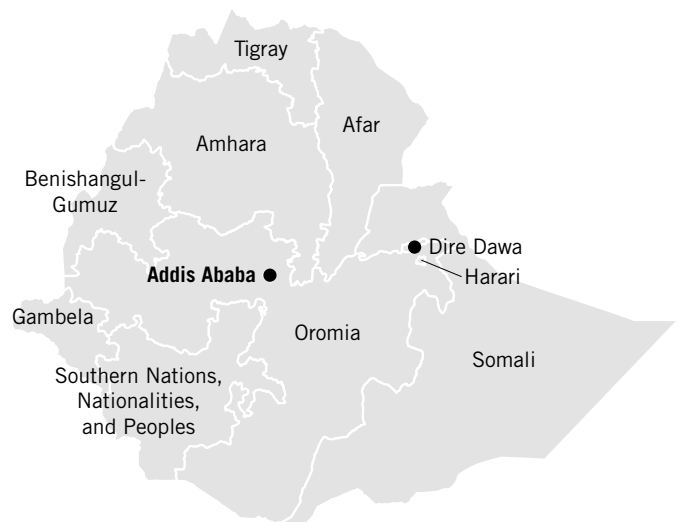 Tigray
Afar
Amhara
Benishangul-
Gumuz
Dire Dawa
Addis Ababa
Harari
Gambela
Oromia
Somali
Southern Nations,
Nationalities,
and Peoples